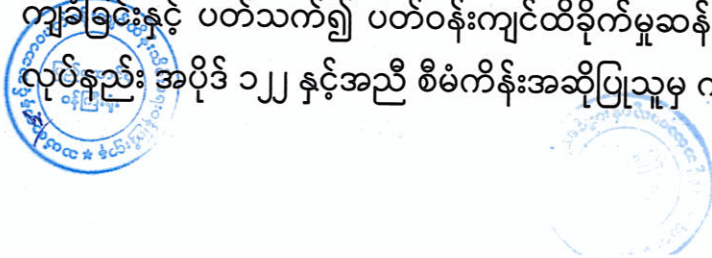 ကျခံခြင်းနှင့် ပတ်သက်၍ ပတ်ဝန်းကျင်ထိခိုက်မှုဆန်
လုပ်နည်း အပိုဒ် ၁၂၂ နှင့်အညီ စီမံကိန်းအဆိုပြုသူမှ